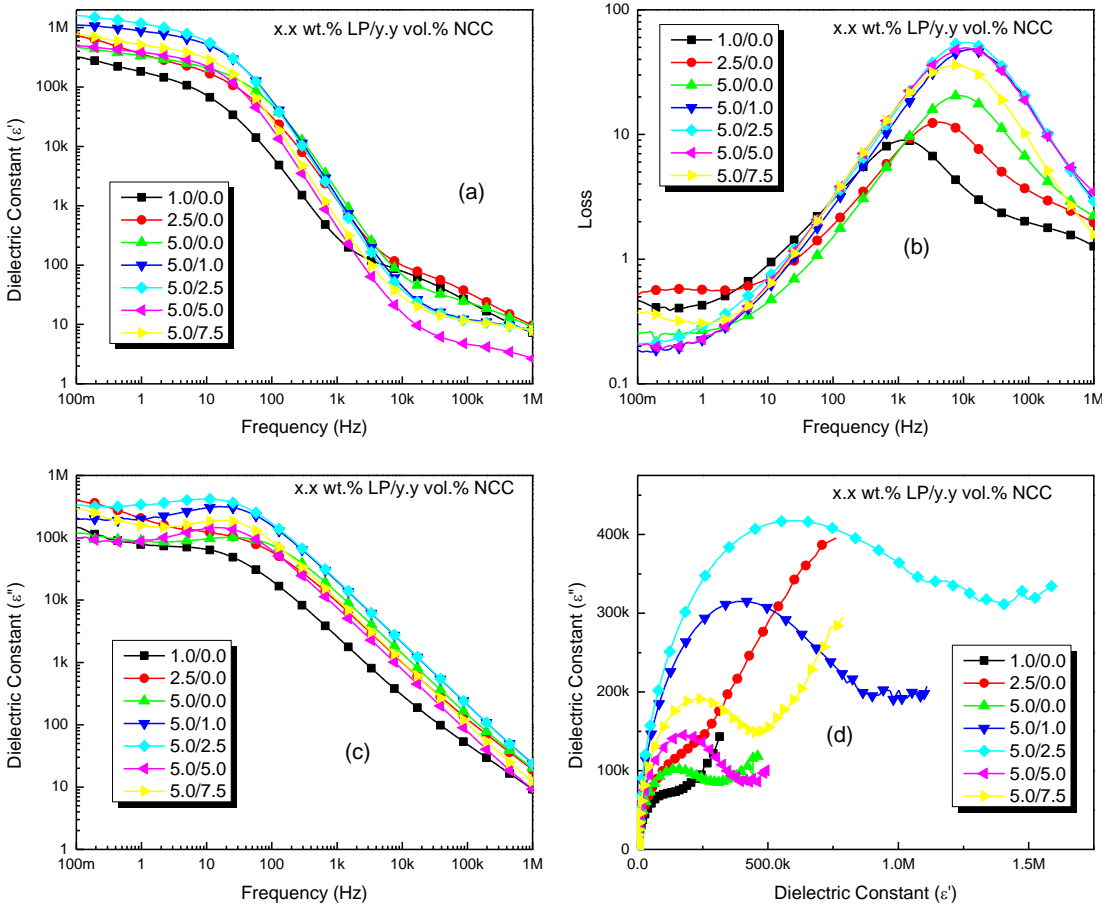 x.x wt.% LP/y.y vol.% NCC
1M
100k
10k
1k
100
10
1
Dielectric Constant (ε')
1.0/0.0
2.5/0.0
5.0/0.0
5.0/1.0
5.0/2.5
5.0/5.0
5.0/7.5
(a)
100m 1 10 100 1k 10k 100k 1M
Frequency (Hz)
x.x wt.% LP/y.y vol.% NCC
100
10
1
0.1
Loss
1.0/0.0
2.5/0.0
5.0/0.0
5.0/1.0
5.0/2.5
5.0/5.0
5.0/7.5
(b)
100m 1 10 100 1k 10k 100k 1M
Frequency (Hz)
x.x wt.% LP/y.y vol.% NCC
1M
100k
10k
1k
100
10
1
Dielectric Constant (ε")
1.0/0.0
2.5/0.0
5.0/0.0
5.0/1.0
5.0/2.5
5.0/5.0
5.0/7.5
(c)
100m 1 10 100 1k 10k 100k 1M
Frequency (Hz)
x.x wt.% LP/y.y vol.% NCC
400k
300k
200k
100k
0
Dielectric Constant (ε")
1.0/0.0
2.5/0.0
5.0/0.0
5.0/1.0
5.0/2.5
5.0/5.0
5.0/7.5
(d)
0.0 500.0k 1.0M 1.5M
Dielectric Constant (ε')